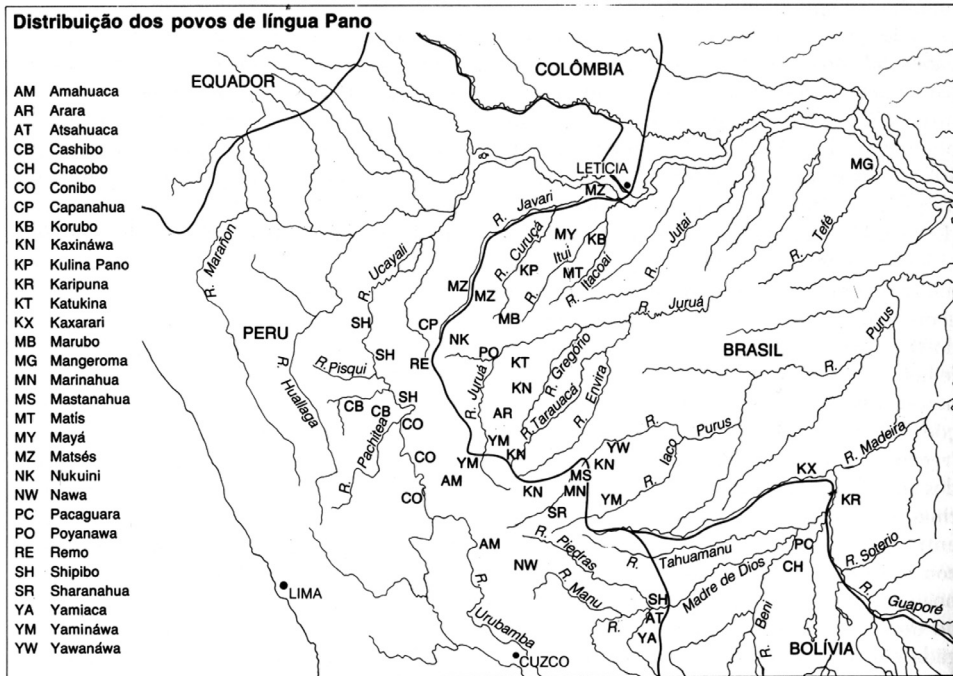 Distribuição dos povos de língua Pano
AM Amahuaca
AR Arara
AT Atsahuaca
CB Cashibo
CH Chacobo
CO Conibo
CP Capanahua
KB Korubo
KN Kaxináwa
KP Kulina Pano
KR Karipuna
KT Katukina
KX Kaxarari
MB Marubo
MG Mangeroma
MN Marinahua
MS Mastanahua
MT Matís
MY Mayá
MZ Matsés
NK Nukuini
NW Nawa
PC Pacaguara
PO Poyanawa
RE Remo
SH Shipibo
SR Sharanahua
YA Yamiaca
YM Yamináwa
YW Yawanáwa
EQUADOR
COLÔMBIA
LETÍCIA
MZ
MG
R. Javari
R. Marañon
R. Ucayali
R. Curuçá
MY
KB
R. Itui
R. Jutaí
R. Tefé
KP
MT
R. Itacoaí
MZ
MZ
MB
R. Juruá
SH
CP
NK
PERU
BRASIL
R. Purus
SH
RE
PO
KT
R. Pisqui
R. Huallaga
R. Juruá
KN
R. Gregório
R. Tarauacá
R. Envira
SH
CB
CB
CO
AR
R. Pachitea
YM
KN
R. Purus
YW
KN
R. Iaco
R. Madeira
CO
YM
AM
MS
KX
CO
KN
MN
YM
KR
SR
AM
NW
R. Piedras
R. Tahuamanu
PC
CH
R. Soterio
R. Manu
R. Madre de Dios
SH
AT
YA
R. Beni
R. Guaporé
LIMA
R. Urubamba
CUZCO
BOLÍVIA